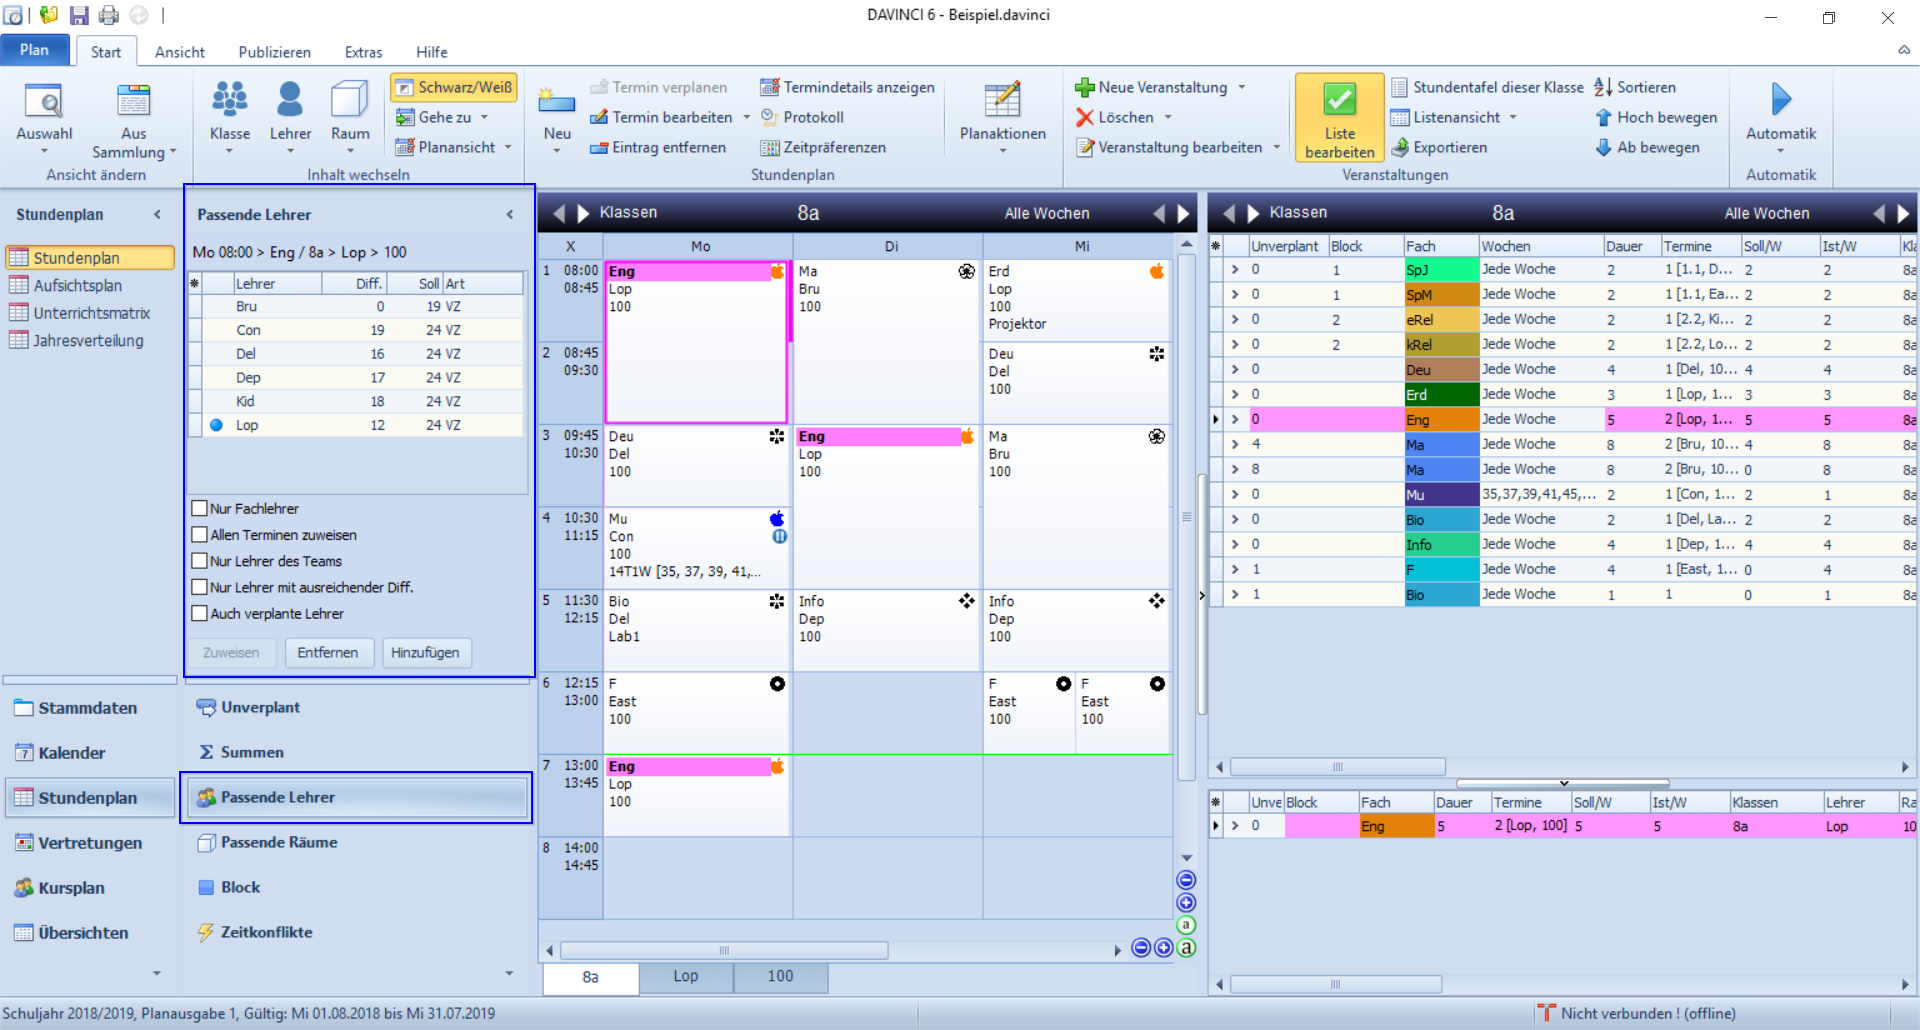 DAVINCI 6 - Beispiel.davinci
Plan Start Ansicht Publizieren Extras Hilfe
Auswahl
Aus Sammlung
Ansicht ändern
Klasse
Lehrer
Raum
Schwarz/Weiß
Gehe zu
Planansicht
Inhalt wechseln
Neu
Termin verplanen
Termin bearbeiten
Eintrag entfernen
Termindetails anzeigen
Protokoll
Zeitpräferenzen
Stundenplan
Planaktionen
Neue Veranstaltung
Löschen
Veranstaltung bearbeiten
Liste bearbeiten
Stundentafel dieser Klasse
Listenansicht
Exportieren
Sortieren
Hoch bewegen
Ab bewegen
Veranstaltungen
Automatik
Automatik
Stundenplan
Stundenplan
Aufsichtsplan
Unterrichtsmatrix
Jahresverteilung
Stammdaten
Kalender
Stundenplan
Vertretungen
Kursplan
Übersichten
Passende Lehrer
Mo 08:00 > Eng / 8a > Lop > 100
Lehrer Diff. Soll Art
Bru 0 19 VZ
Con 19 24 VZ
Del 16 24 VZ
Dep 17 24 VZ
Kid 18 24 VZ
Lop 12 24 VZ
Nur Fachlehrer
Allen Terminen zuweisen
Nur Lehrer des Teams
Nur Lehrer mit ausreichender Diff.
Auch verplante Lehrer
Zuweisen Entfernen Hinzufügen
Unverplant
Summen
Passende Lehrer
Passende Räume
Block
Zeitkonflikte
Klassen 8a Alle Wochen
X Mo Di Mi
1 08:00 08:45
Eng Lop 100
Ma Bru 100
Erd Lop 100 Projektor
2 08:45 09:30
Deu Del 100
3 09:45 10:30
Deu Del 100
Eng Lop 100
Ma Bru 100
4 10:30 11:15
Mu Con 100 14T1W [35, 37, 39, 41,...
5 11:30 12:15
Bio Del Lab1
Info Dep 100
Info Dep 100
6 12:15 13:00
F East 100
F East 100
F East 100
7 13:00 13:45
Eng Lop 100
8 14:00 14:45
a
a
8a Lop 100
Klassen 8a Alle Wochen
Unverplant Block Fach Wochen Dauer Termine Soll/W Ist/W Kla
0 1 SpJ Jede Woche 2 1 [1.1, D... 2 2 8a
0 1 SpM Jede Woche 2 1 [1.1, Ea... 2 2 8a
0 2 eRel Jede Woche 2 1 [2.2, Ki... 2 2 8a
0 2 kRel Jede Woche 2 1 [2.2, Lo... 2 2 8a
0 Deu Jede Woche 4 1 [Del, 10... 4 4 8a
0 Erd Jede Woche 3 1 [Lop, 1... 3 3 8a
0 Eng Jede Woche 5 2 [Lop, 1... 5 5 8a
4 Ma Jede Woche 8 2 [Bru, 10... 4 8 8a
8 Ma Jede Woche 8 2 [Bru, 10... 0 8 8a
0 Mu 35,37,39,41,45,... 2 1 [Con, 1... 2 1 8a
0 Bio Jede Woche 2 1 [Del, La... 2 2 8a
0 Info Jede Woche 4 1 [Dep, 1... 4 4 8a
1 F Jede Woche 4 1 [East, 1... 0 4 8a
1 Bio Jede Woche 1 1 0 1 8a
Unve Block Fach Dauer Termine Soll/W Ist/W Klassen Lehrer Ra
0 Eng 5 2 [Lop, 100] 5 5 8a Lop 10
Schuljahr 2018/2019, Planausgabe 1, Gültig: Mi 01.08.2018 bis Mi 31.07.2019
Nicht verbunden ! (offline)